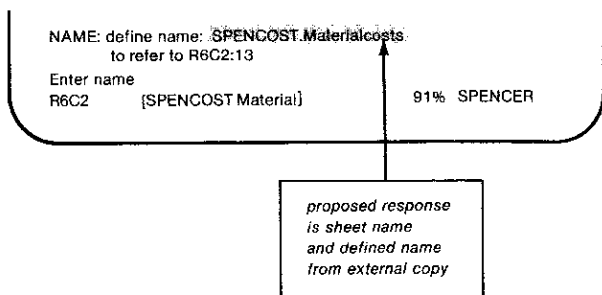 NAME: define name: SPENCOST.Materialcosts
to refer to R6C2:13
Enter name
R6C2 [SPENCOST Material] 91% SPENCER
proposed response
is sheet name
and defined name
from external copy